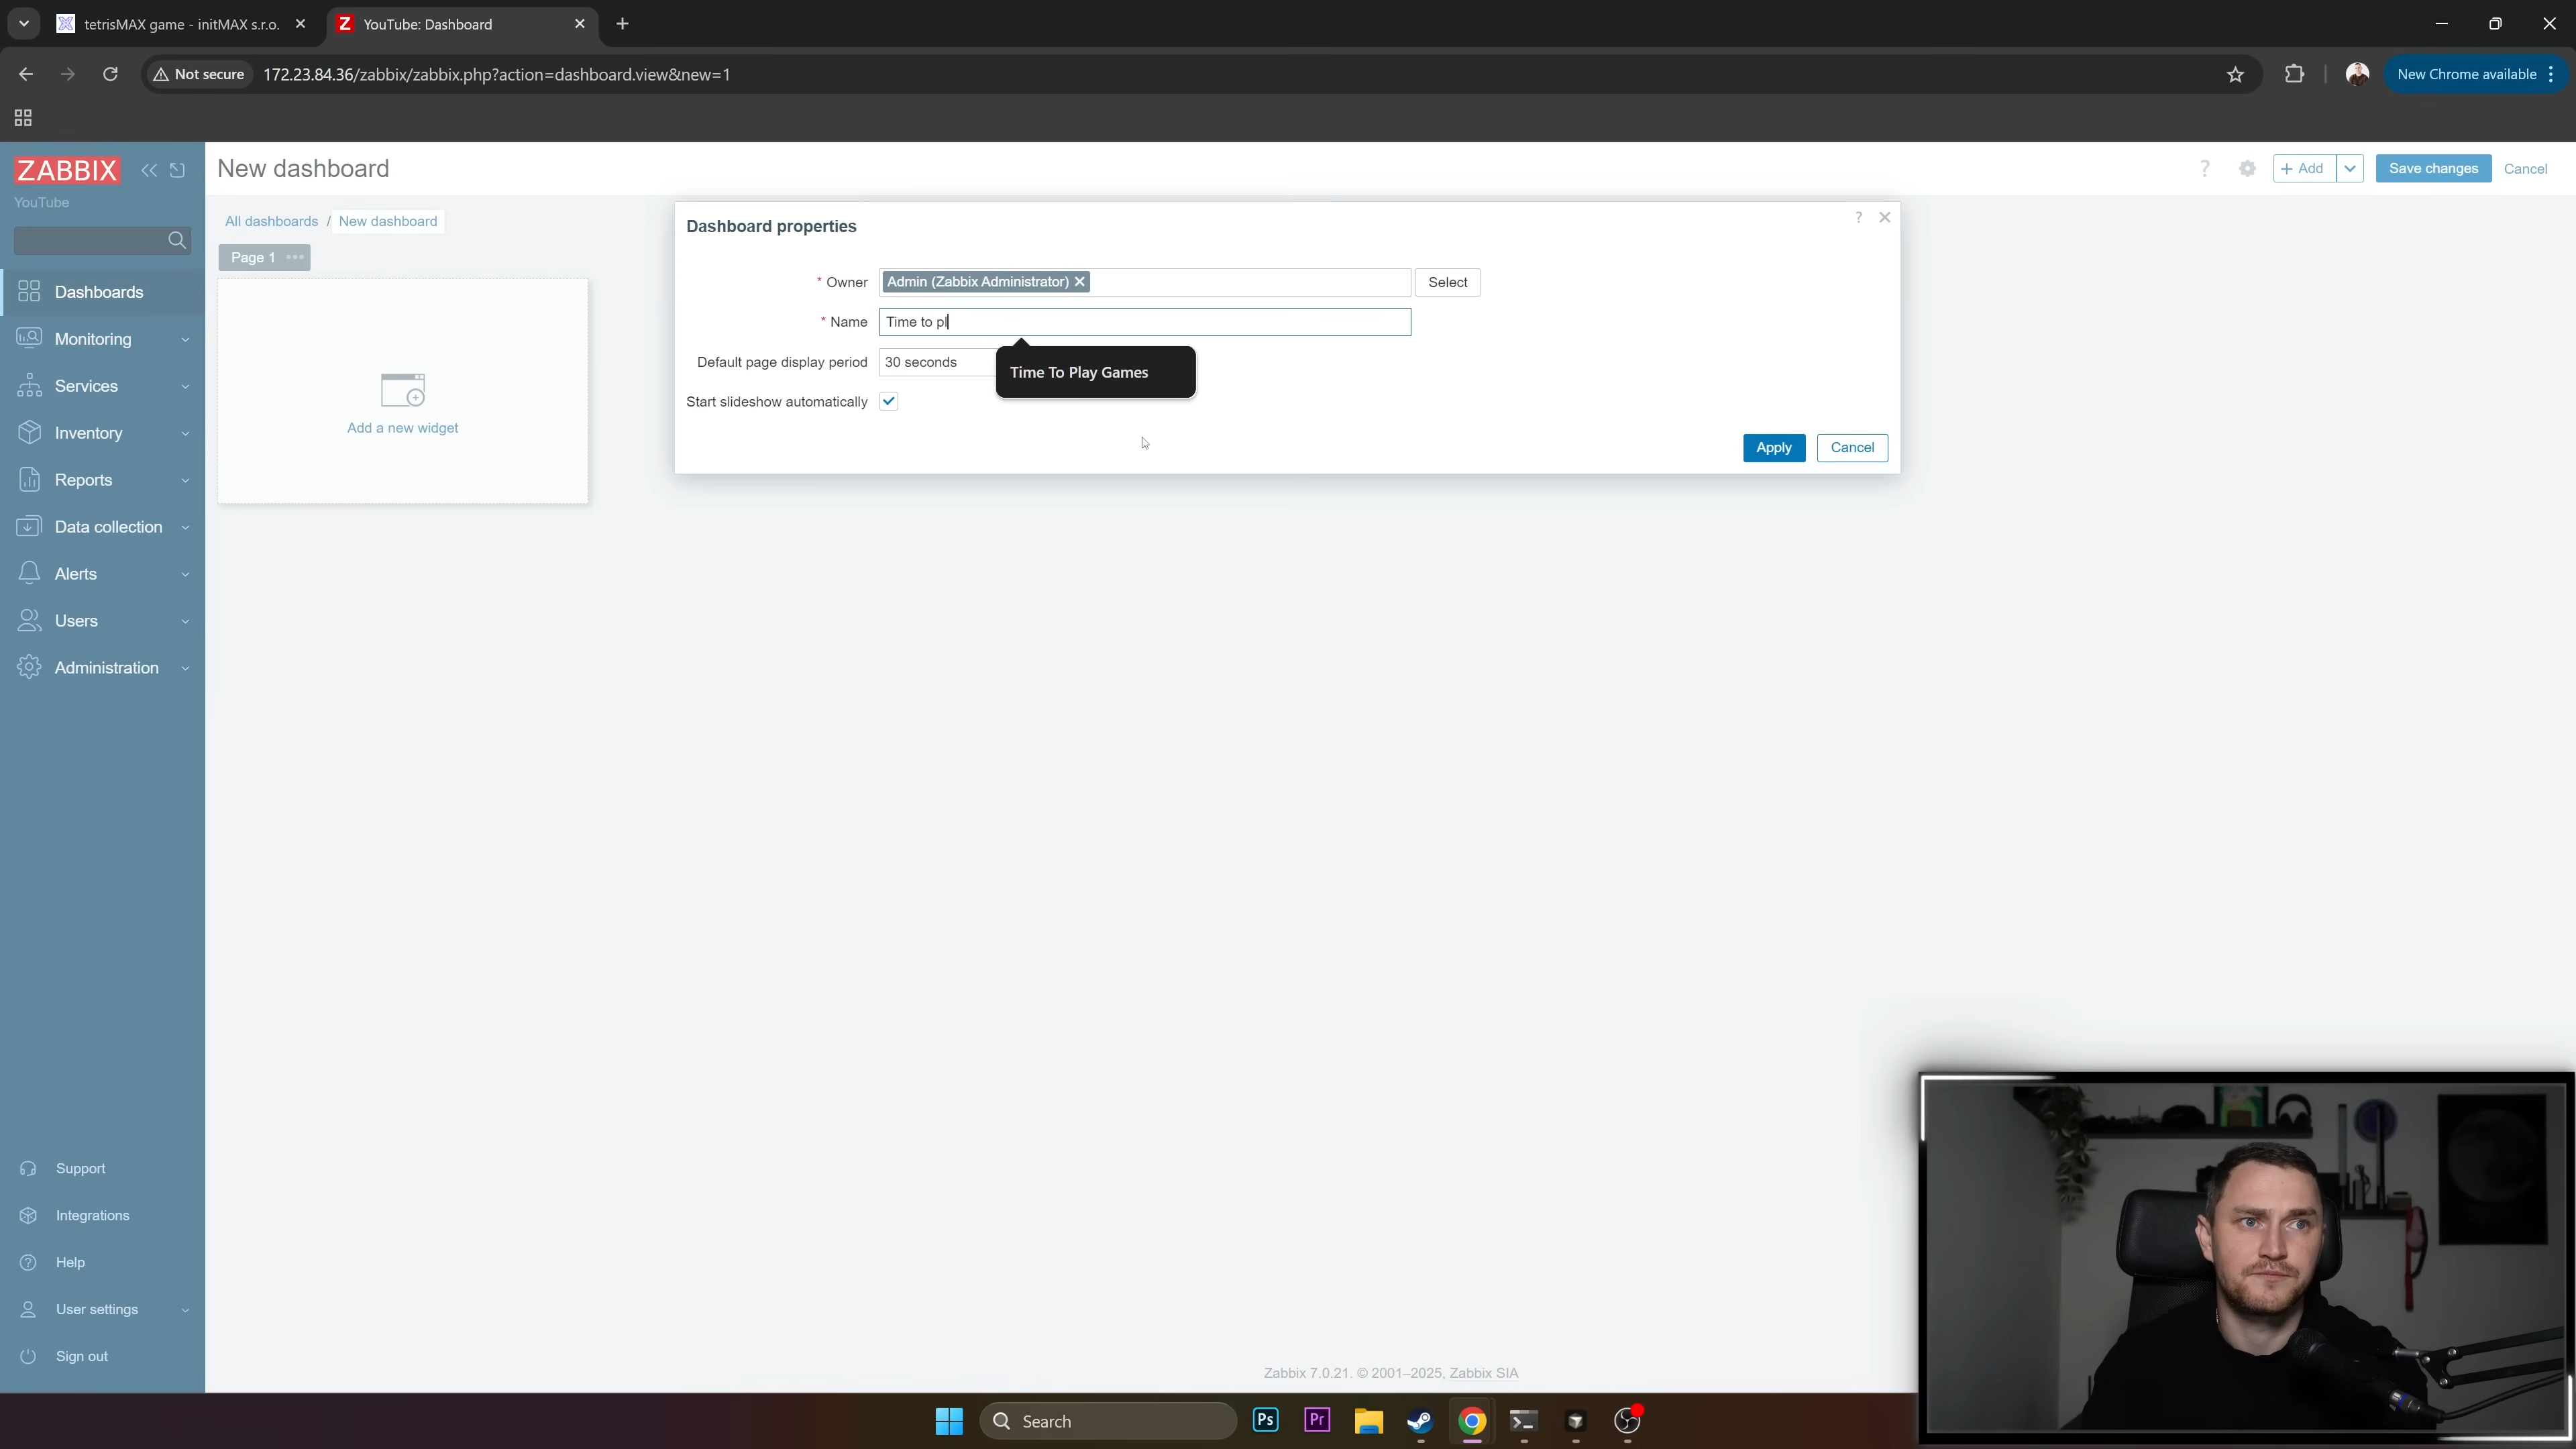 tetrisMAX game - initMAX s.r.o.
YouTube: Dashboard
Not secure
172.23.84.36/zabbix/zabbix.php?action=dashboard.view&new=1
New Chrome available
ZABBIX
YouTube
Dashboards
Monitoring
Services
Inventory
Reports
Data collection
Alerts
Users
Administration
Support
Integrations
Help
User settings
Sign out
New dashboard
? + Add Save changes Cancel
All dashboards / New dashboard
Page 1
Add a new widget
Dashboard properties
* Owner Admin (Zabbix Administrator) Select
* Name Time to pl
Time To Play Games
Default page display period 30 seconds
Start slideshow automatically
Apply Cancel
Zabbix 7.0.21. © 2001–2025, Zabbix SIA
Search
Ps
Pr